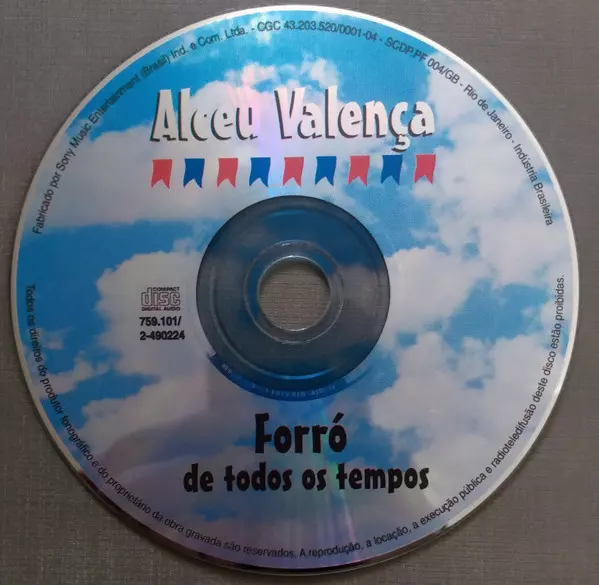 Fabricado por Sony Music Entertainment (Brasil) Ind. e Com. Ltda. - CGC 43.203.520/0001-04 - SCDP.PF 004/GB - Rio de Janeiro - Indústria Brasileira
Alceu Valença
COMPACT
disc
DIGITAL AUDIO
759.101/
2-490224
Forró
de todos os tempos
Todos os direitos do produtor fonográfico e do proprietário da obra gravada são reservados. A reprodução, a locação, a execução pública e radioteledifusão deste disco estão proibidas.